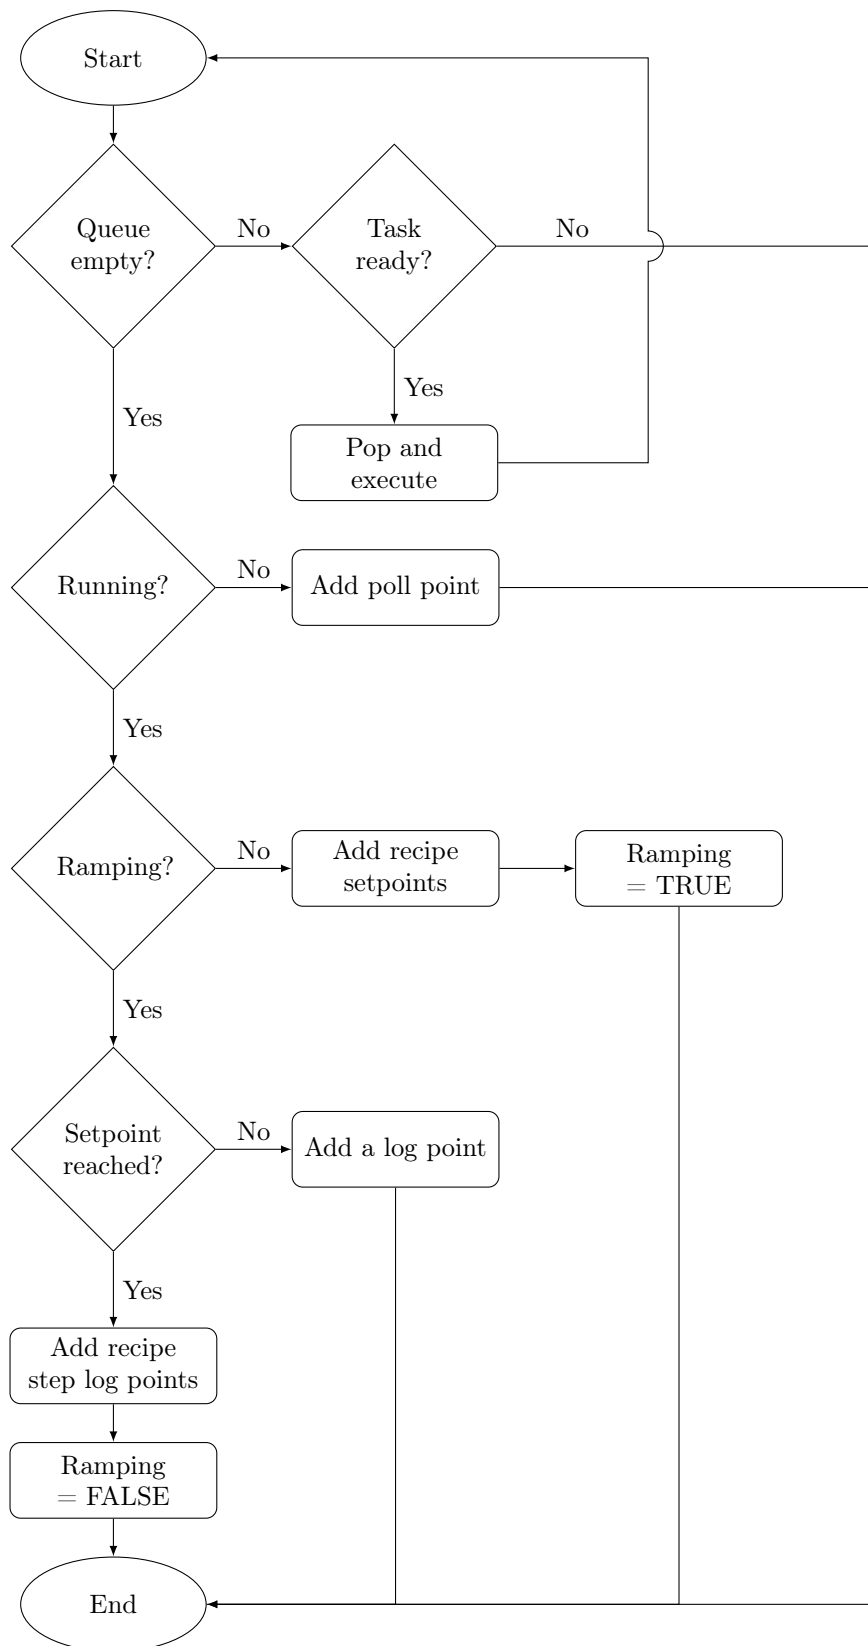 Start
Queue
empty?
No
Task
ready?
No
Yes
Yes
Pop and
execute
Running?
No
Add poll point
Yes
Ramping?
No
Add recipe
setpoints
Ramping
= TRUE
Yes
Setpoint
reached?
No
Add a log point
Yes
Add recipe
step log points
Ramping
= FALSE
End